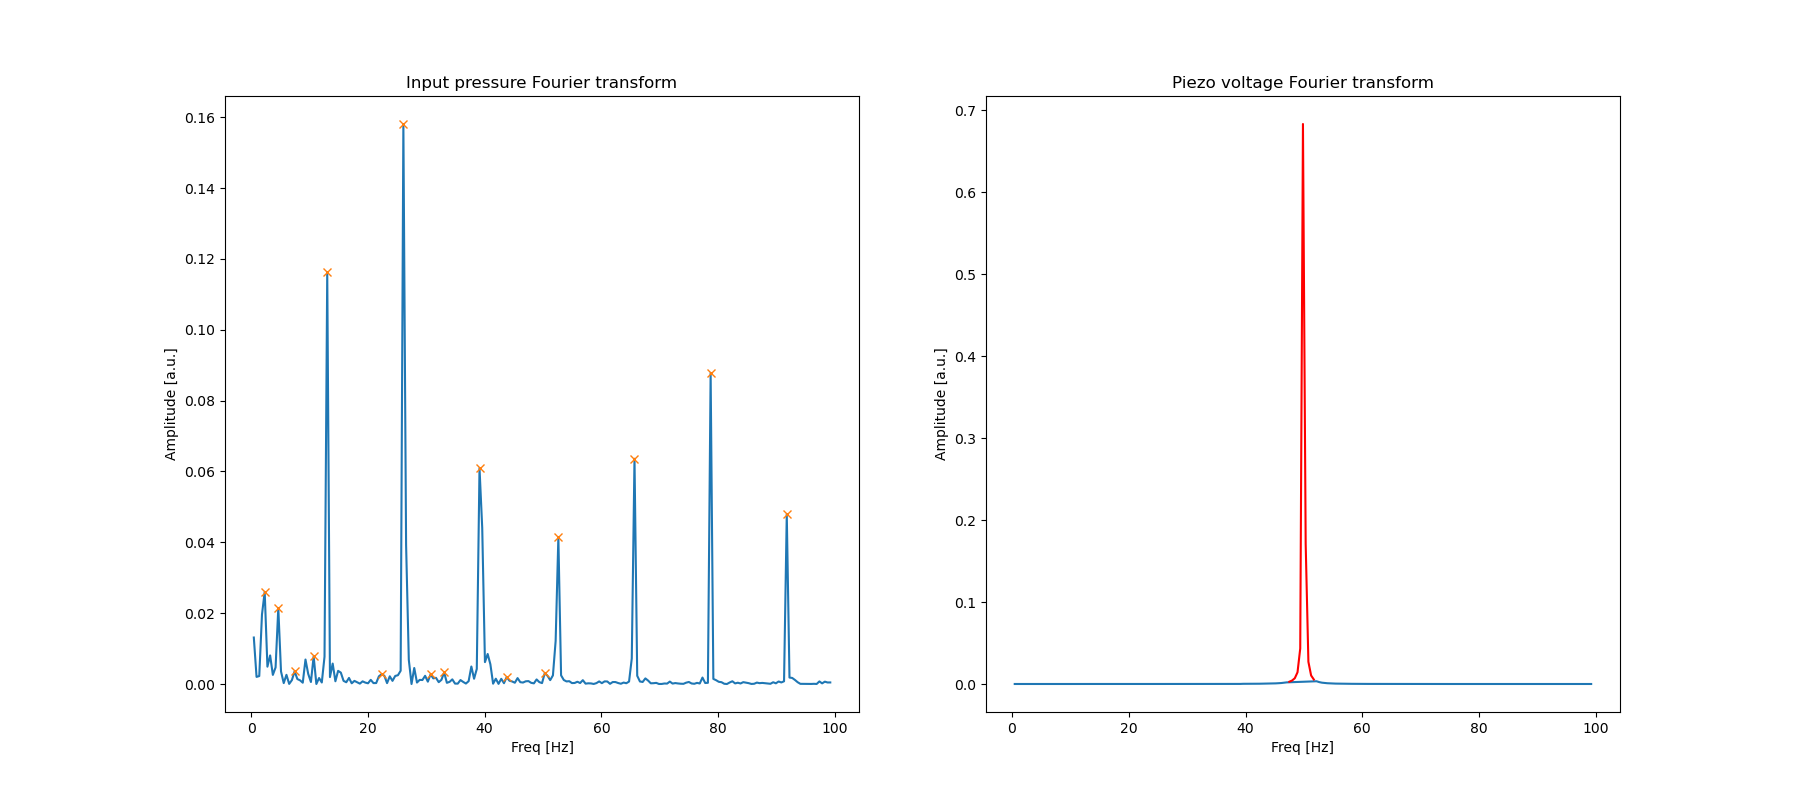 Input pressure Fourier transform
0.16
0.14
0.12
0.10
0.08
0.06
0.04
0.02
0.00
Amplitude [a.u.]
0 20 40 60 80 100
Freq [Hz]
Piezo voltage Fourier transform
0.7
0.6
0.5
0.4
0.3
0.2
0.1
0.0
Amplitude [a.u.]
0 20 40 60 80 100
Freq [Hz]